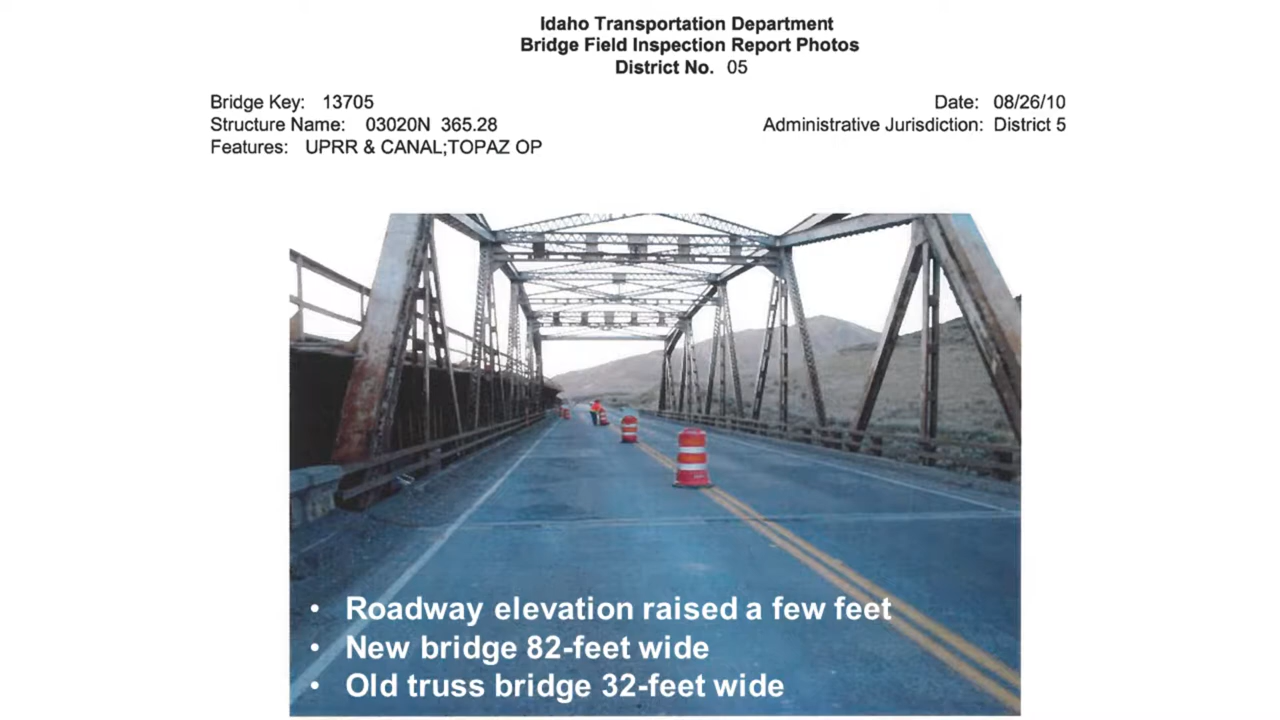 Idaho Transportation Department
Bridge Field Inspection Report Photos
District No. 05
Bridge Key: 13705
Date: 08/26/10
Structure Name: 03020N 365.28
Administrative Jurisdiction: District 5
Features: UPRR & CANAL;TOPAZ OP
• Roadway elevation raised a few feet
• New bridge 82-feet wide
• Old truss bridge 32-feet wide